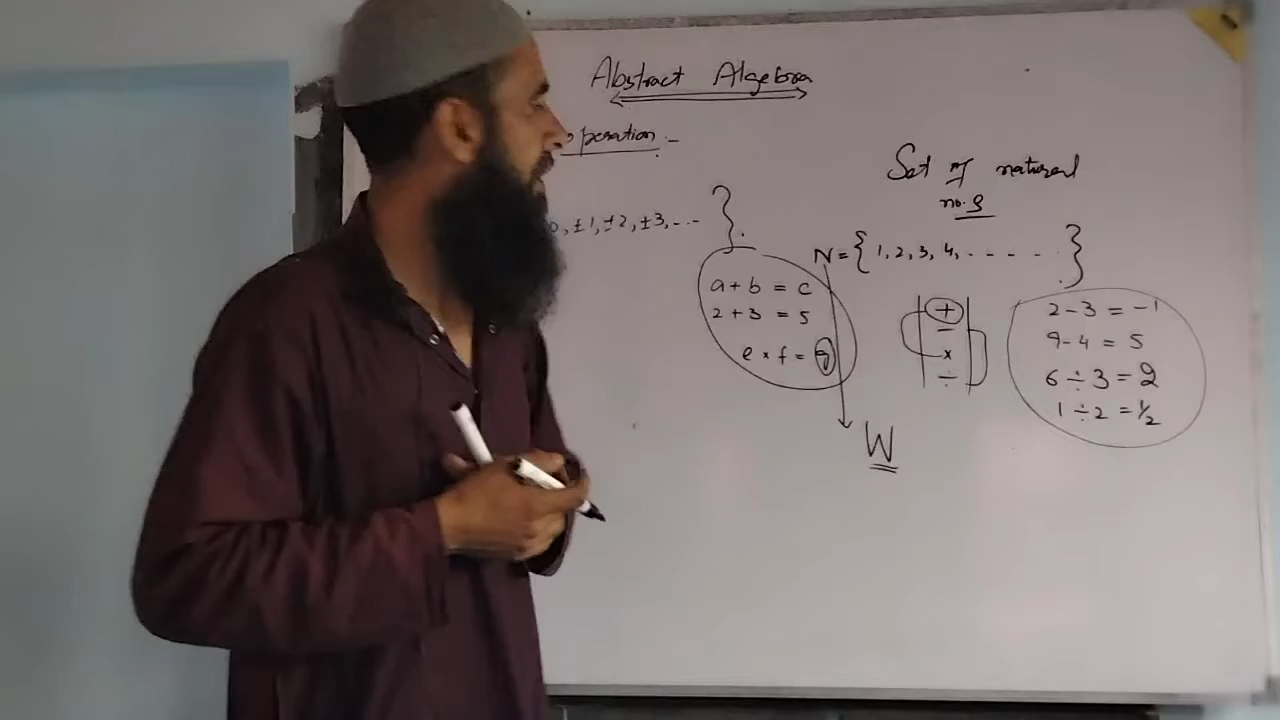 Abstract Algebra
operation :-
0, ±1, ±2, ±3, ... }.
Set of natural
no.s
N = { 1, 2, 3, 4, - - - - - }
a + b = c
2 + 3 = 5
e × f = g
+
−
×
÷
2 - 3 = -1
9 - 4 = 5
6 ÷ 3 = 2
1 ÷ 2 = 1/2
W